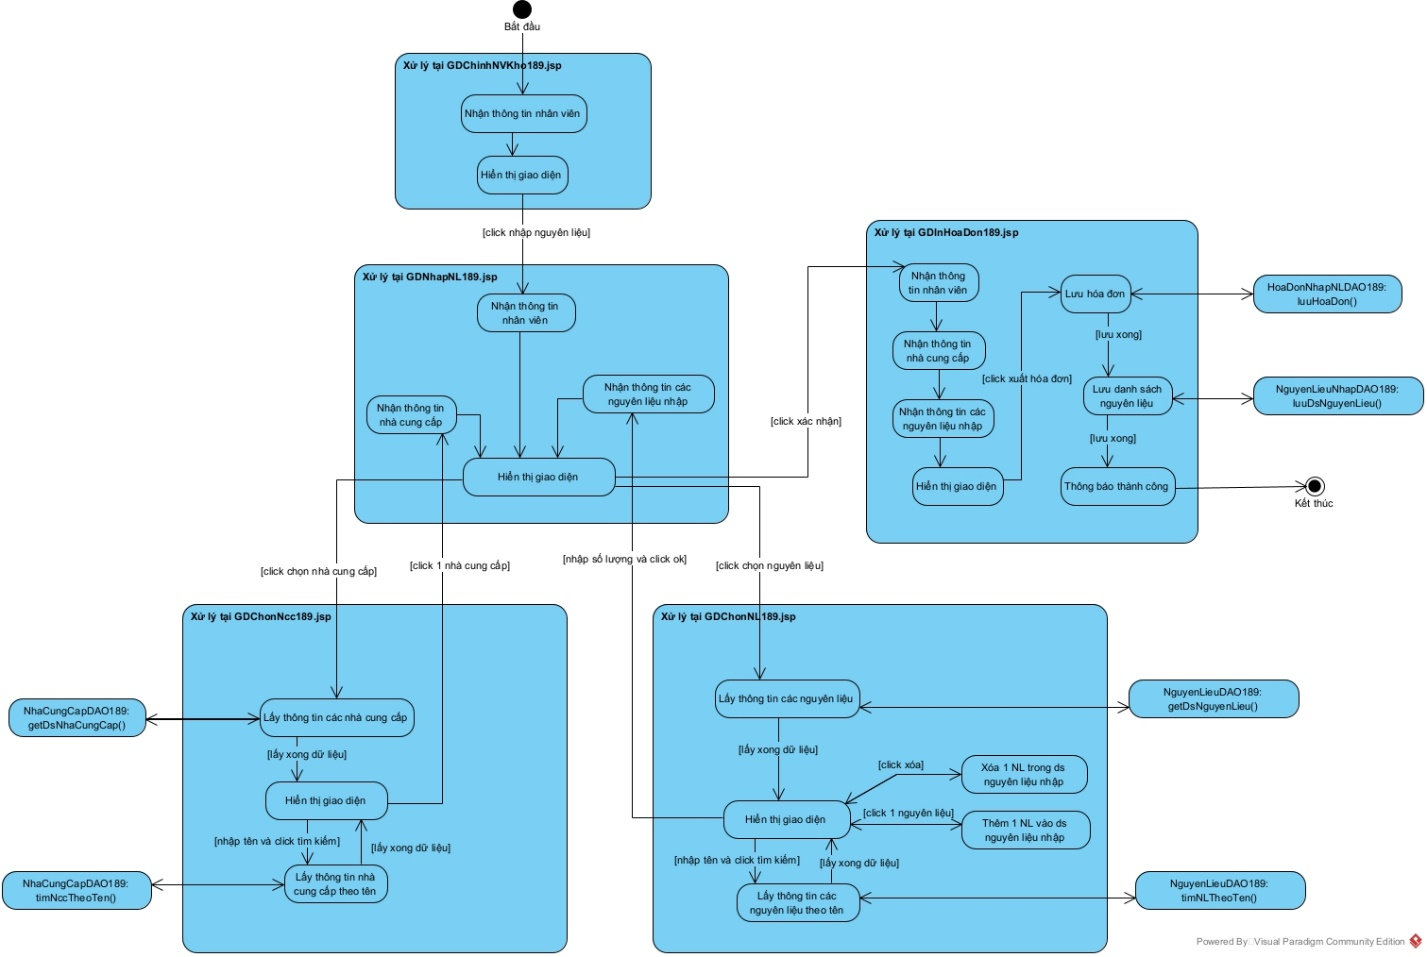 Bắt đầu
Xử lý tại GDChinhNVKho189.jsp
Nhận thông tin nhân viên
Hiển thị giao diện
[click nhập nguyên liệu]
Xử lý tại GDNhapNL189.jsp
Nhận thông tin
nhân viên
Nhận thông tin các
nguyên liệu nhập
Nhận thông tin
nhà cung cấp
Hiển thị giao diện
[click xác nhận]
Xử lý tại GDInHoaDon189.jsp
Nhận thông
tin nhân viên
Nhận thông tin
nhà cung cấp
Nhận thông tin các
nguyên liệu nhập
Hiển thị giao diện
[click xuất hóa đơn]
Lưu hóa đơn
[lưu xong]
Lưu danh sách
nguyên liệu
[lưu xong]
Thông báo thành công
HoaDonNhapNLDAO189:
luuHoaDon()
NguyenLieuNhapDAO189:
luuDsNguyenLieu()
Kết thúc
[click chọn nhà cung cấp]
[click 1 nhà cung cấp]
[nhập số lượng và click ok]
[click chọn nguyên liệu]
Xử lý tại GDChonNcc189.jsp
NhaCungCapDAO189:
getDsNhaCungCap()
Lấy thông tin các nhà cung cấp
[lấy xong dữ liệu]
Hiển thị giao diện
[nhập tên và click tìm kiếm]
[lấy xong dữ liệu]
Lấy thông tin nhà
cung cấp theo tên
NhaCungCapDAO189:
timNccTheoTen()
Xử lý tại GDChonNL189.jsp
Lấy thông tin các nguyên liệu
NguyenLieuDAO189:
getDsNguyenLieu()
[lấy xong dữ liệu]
[click xóa]
Xóa 1 NL trong ds
nguyên liệu nhập
Hiển thị giao diện
[click 1 nguyên liệu]
Thêm 1 NL vào ds
nguyên liệu nhập
[nhập tên và click tìm kiếm]
[lấy xong dữ liệu]
Lấy thông tin các
nguyên liệu theo tên
NguyenLieuDAO189:
timNLTheoTen()
Powered By Visual Paradigm Community Edition